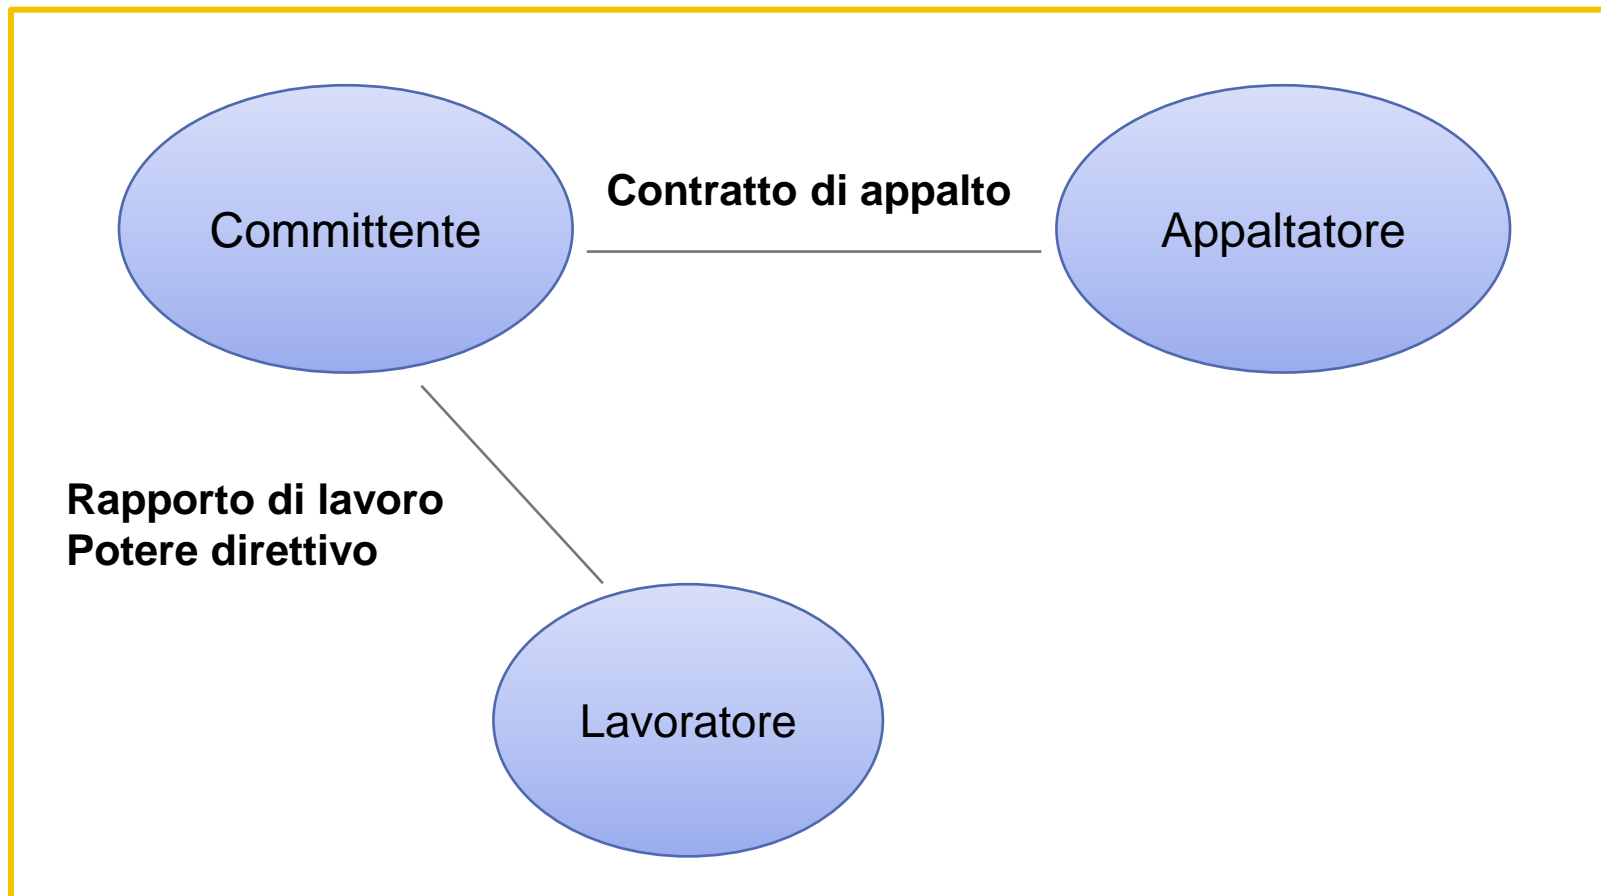 Contratto di appalto
Committente
Appaltatore
Rapporto di lavoro
Potere direttivo
Lavoratore